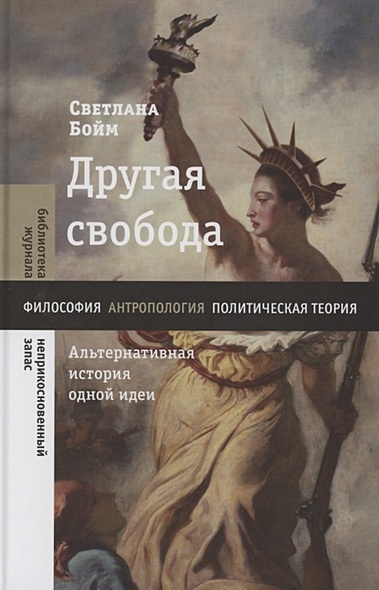 Светлана
Бойм
Другая
свобода
библиотека
журнала
ФИЛОСОФИЯ АНТРОПОЛОГИЯ ПОЛИТИЧЕСКАЯ ТЕОРИЯ
неприкосновенный
запас
Альтернативная
история
одной идеи